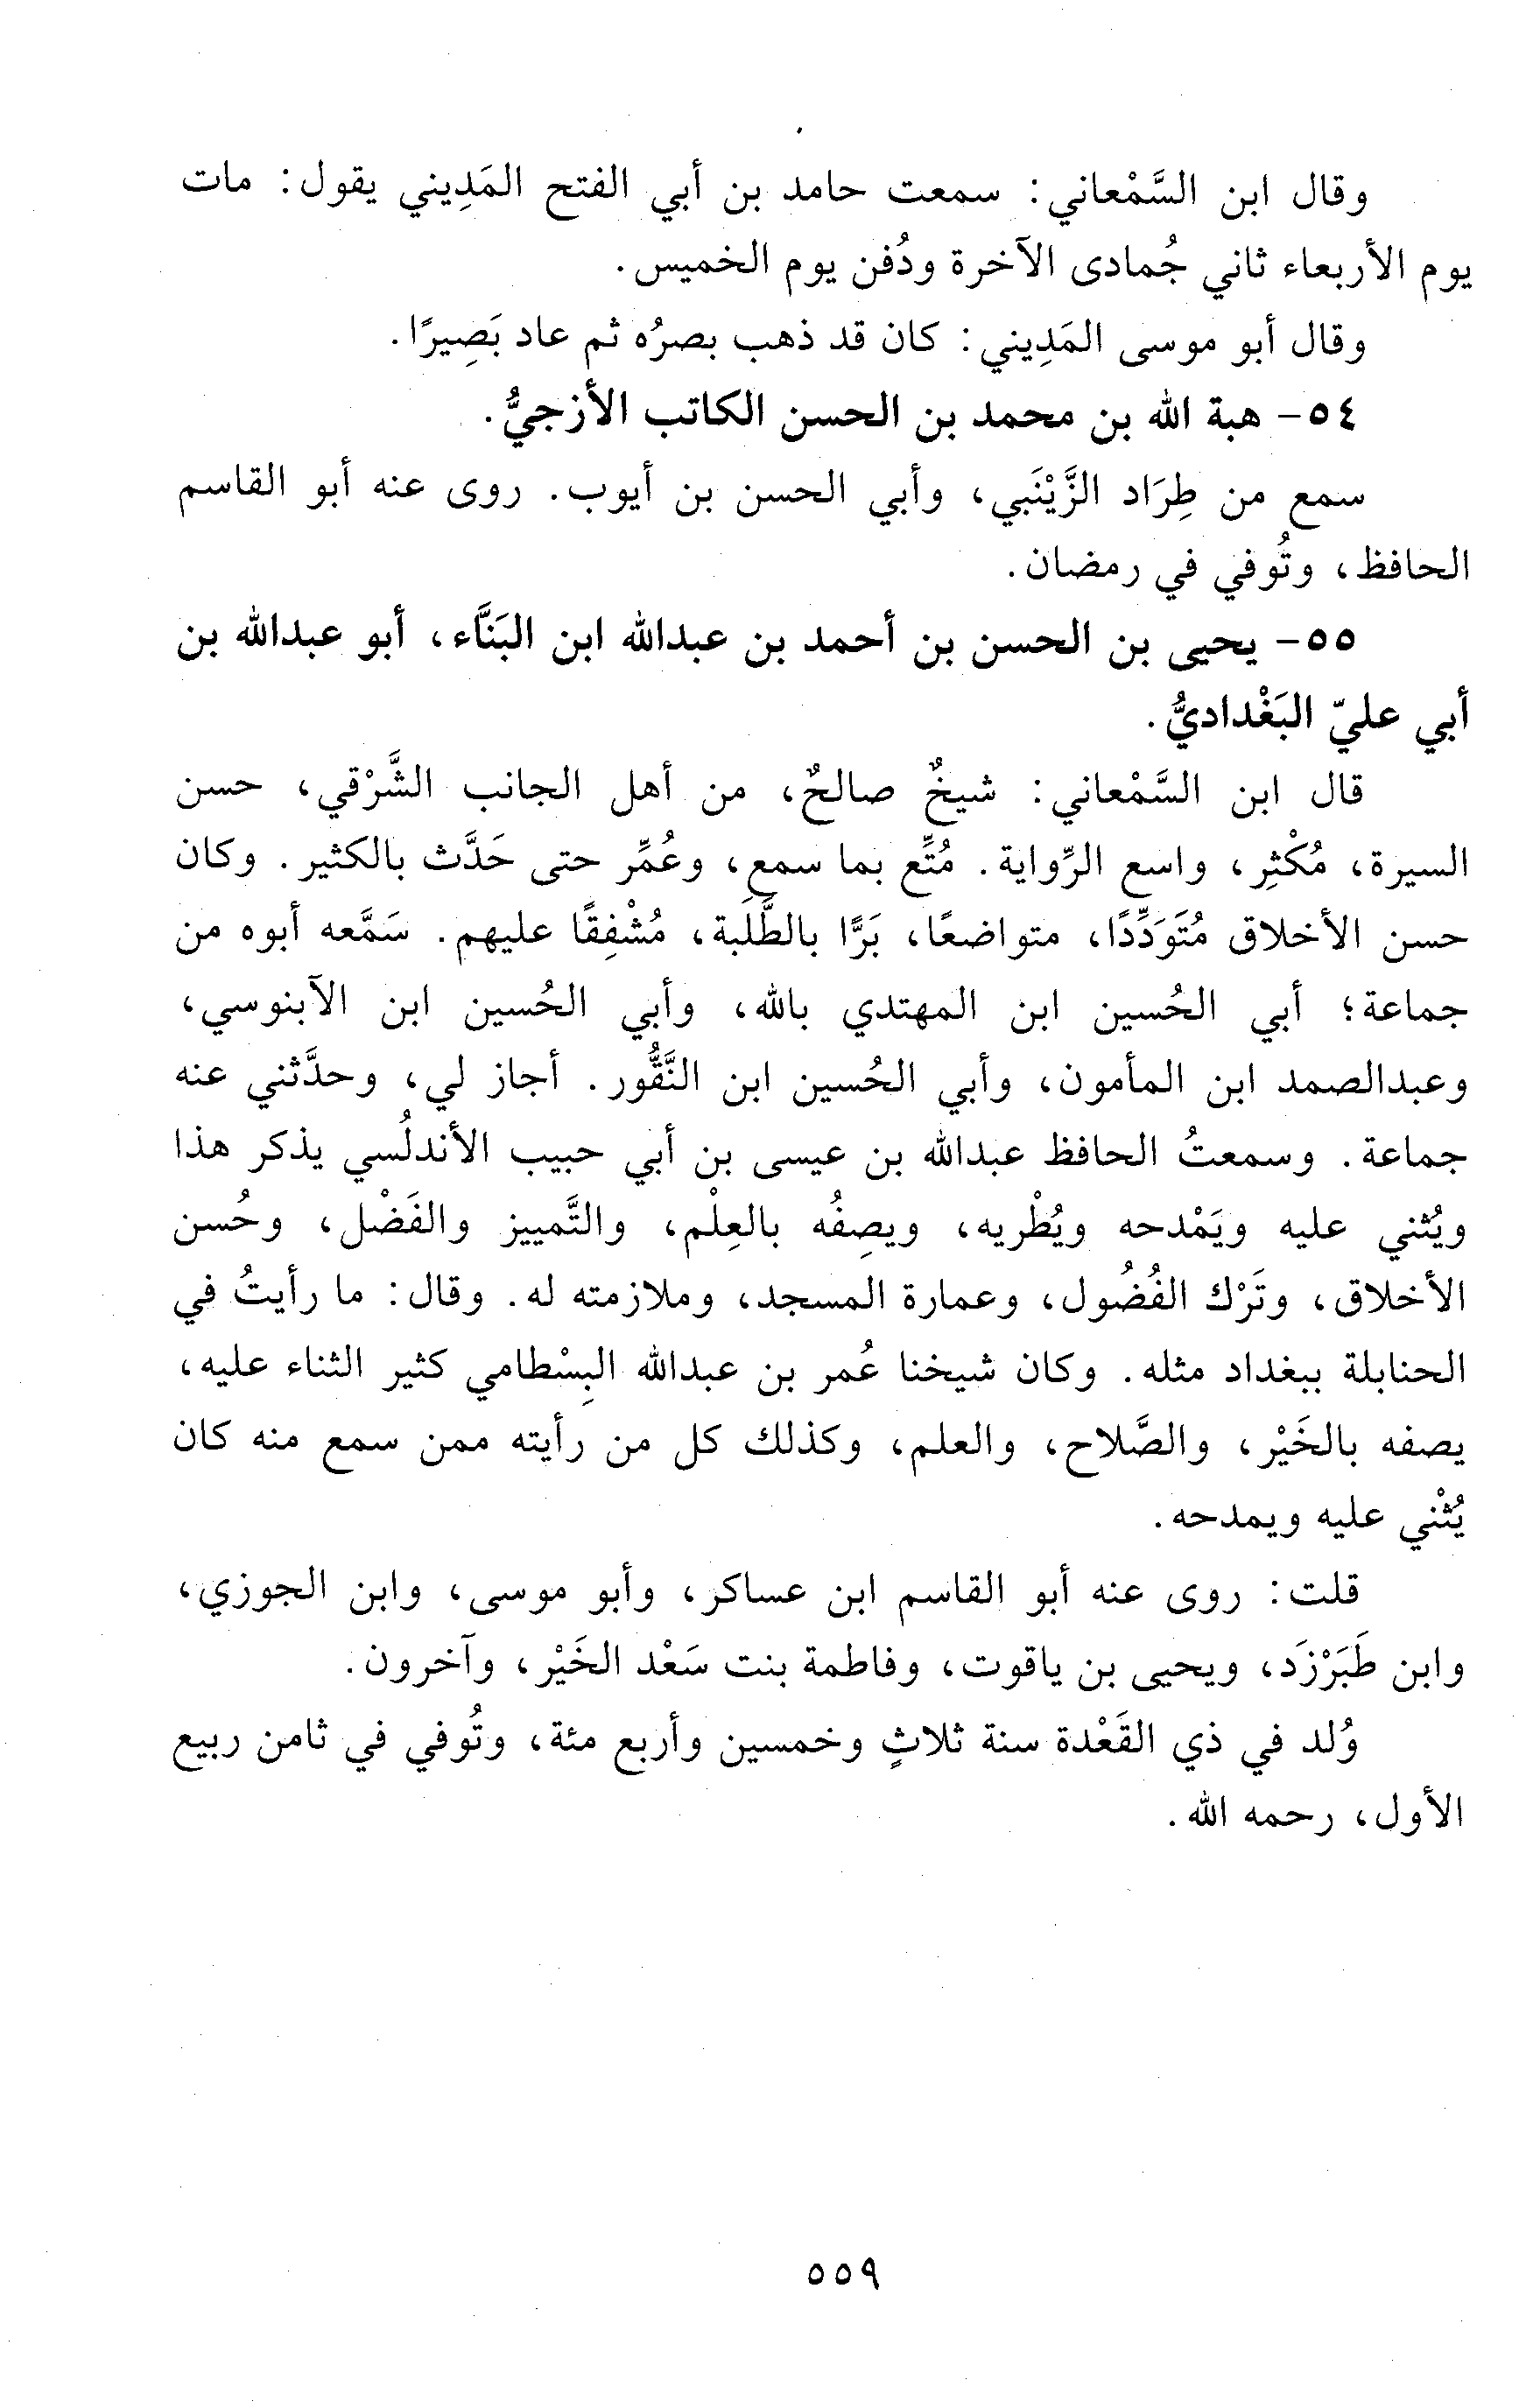 وقال ابن السَّمْعاني: سمعت حامد بن أبي الفتح المَدِيني يقول: مات
يوم الأربعاء ثاني جُمادى الآخرة ودُفن يوم الخميس.
وقال أبو موسى المَدِيني: كان قد ذهب بصرُه ثم عاد بَصِيرًا.
٥٤- هبة الله بن محمد بن الحسن الكاتب الأزجيُّ.
سمع من طِرَاد الزَّيْنَبي، وأبي الحسن بن أيوب. روى عنه أبو القاسم
الحافظ، وتُوفي في رمضان.
٥٥- يحيى بن الحسن بن أحمد بن عبدالله ابن البَنَّاء، أبو عبدالله بن
أبي عليّ البَغْداديُّ.
قال ابن السَّمْعاني: شيخٌ صالحٌ، من أهل الجانب الشَّرْقي، حسن
السيرة، مُكْثِر، واسع الرِّواية. مُتِّع بما سمع، وعُمِّر حتى حَدَّث بالكثير. وكان
حسن الأخلاق مُتَوَدِّدًا، متواضعًا، بَرًّا بالطَّلَبة، مُشْفِقًا عليهم. سَمَّعه أبوه من
جماعة؛ أبي الحُسين ابن المهتدي بالله، وأبي الحُسين ابن الآبنوسي،
وعبدالصمد ابن المأمون، وأبي الحُسين ابن النَّقُّور. أجاز لي، وحدَّثني عنه
جماعة. وسمعتُ الحافظ عبدالله بن عيسى بن أبي حبيب الأندلُسي يذكر هذا
ويُثني عليه ويَمْدحه ويُطْريه، ويصِفُه بالعِلْم، والتَّمييز والفَضْل، وحُسن
الأخلاق، وتَرْك الفُضُول، وعمارة المسجد، وملازمته له. وقال: ما رأيتُ في
الحنابلة ببغداد مثله. وكان شيخنا عُمر بن عبدالله البِسْطامي كثير الثناء عليه،
يصفه بالخَيْر، والصَّلاح، والعلم، وكذلك كل من رأيته ممن سمع منه كان
يُثْني عليه ويمدحه.
قلت: روى عنه أبو القاسم ابن عساكر، وأبو موسى، وابن الجوزي،
وابن طَبَرْزَد، ويحيى بن ياقوت، وفاطمة بنت سَعْد الخَيْر، وآخرون.
وُلد في ذي القَعْدة سنة ثلاثٍ وخمسين وأربع مئة، وتُوفي في ثامن ربيع
الأول، رحمه الله.
٥٥٩